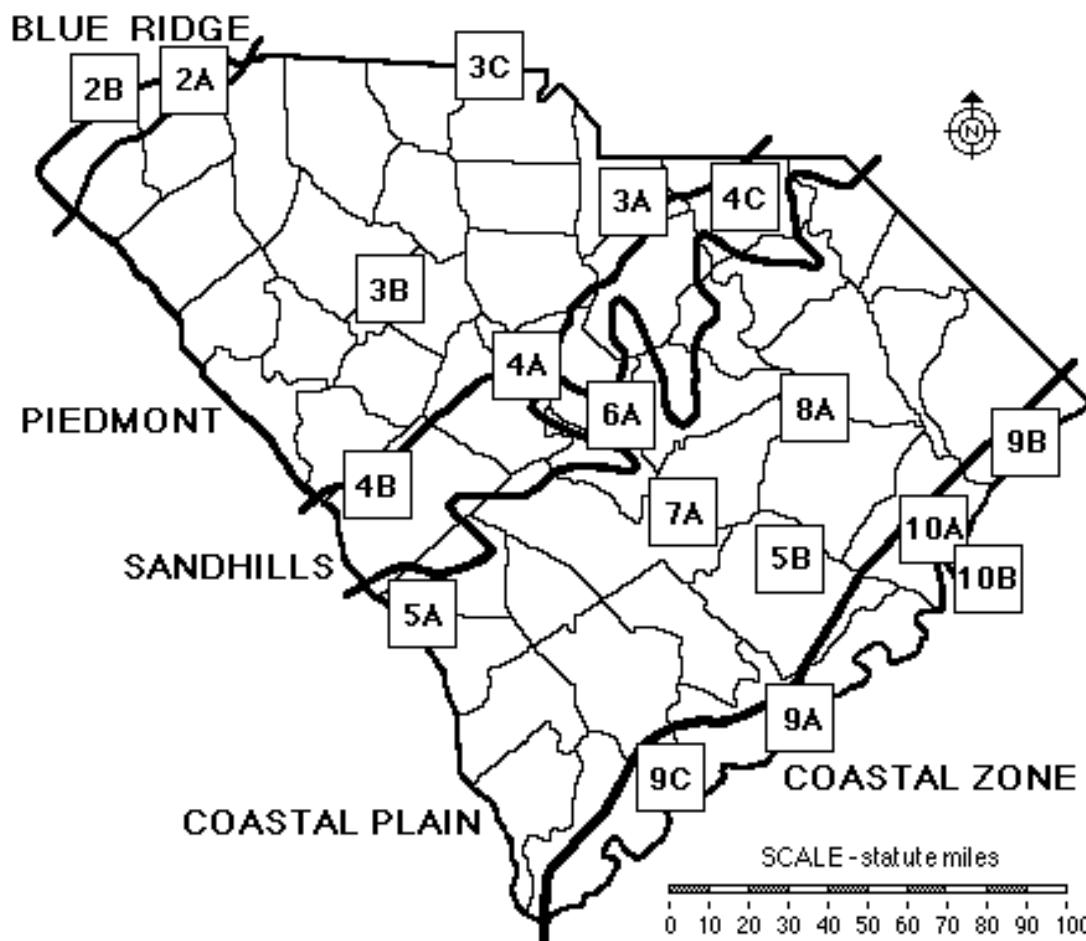 BLUE RIDGE
2B
2A
3C
N
3A
4C
3B
4A
6A
8A
PIEDMONT
9B
4B
7A
10A
SANDHILLS
5B
10B
5A
9A
9C
COASTAL ZONE
COASTAL PLAIN
SCALE - statute miles
0 10 20 30 40 50 60 70 80 90 100